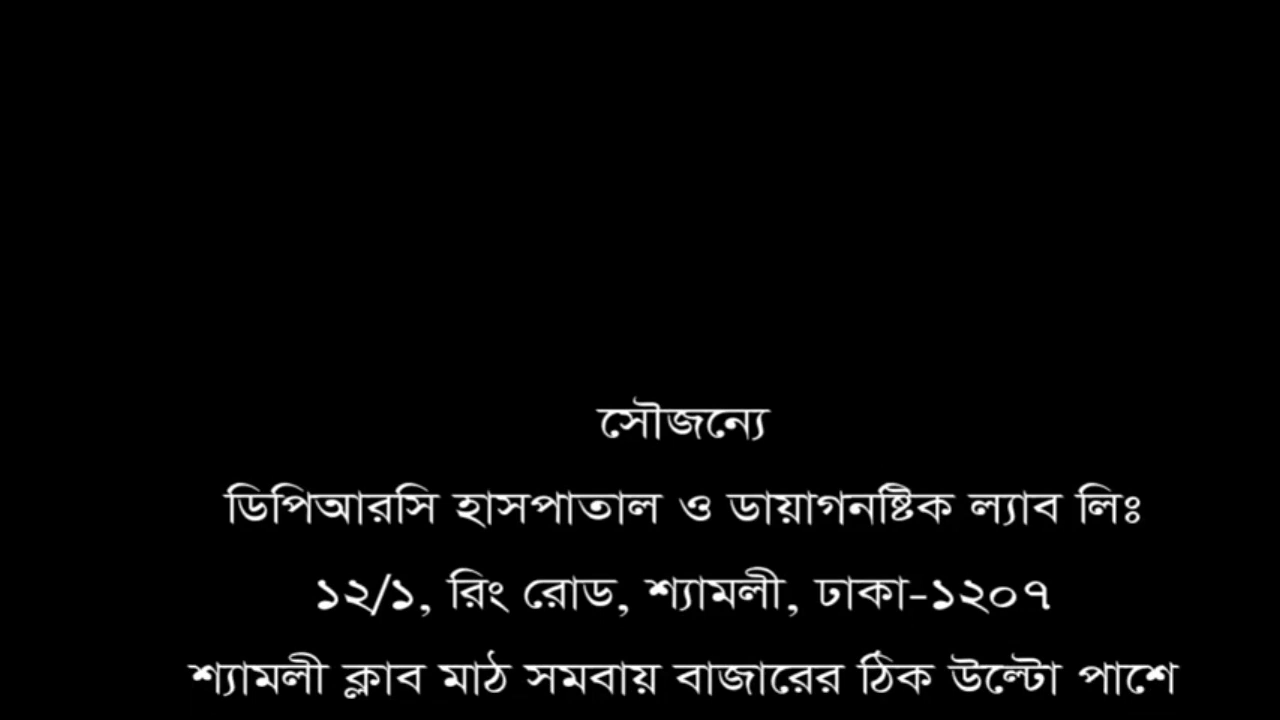 সৌজন্যে
ডিপিআরসি হাসপাতাল ও ডায়াগনষ্টিক ল্যাব লিঃ
১২/১, রিং রোড, শ্যামলী, ঢাকা-১২০৭
শ্যামলী ক্লাব মাঠ সমবায় বাজারের ঠিক উল্টো পাশে